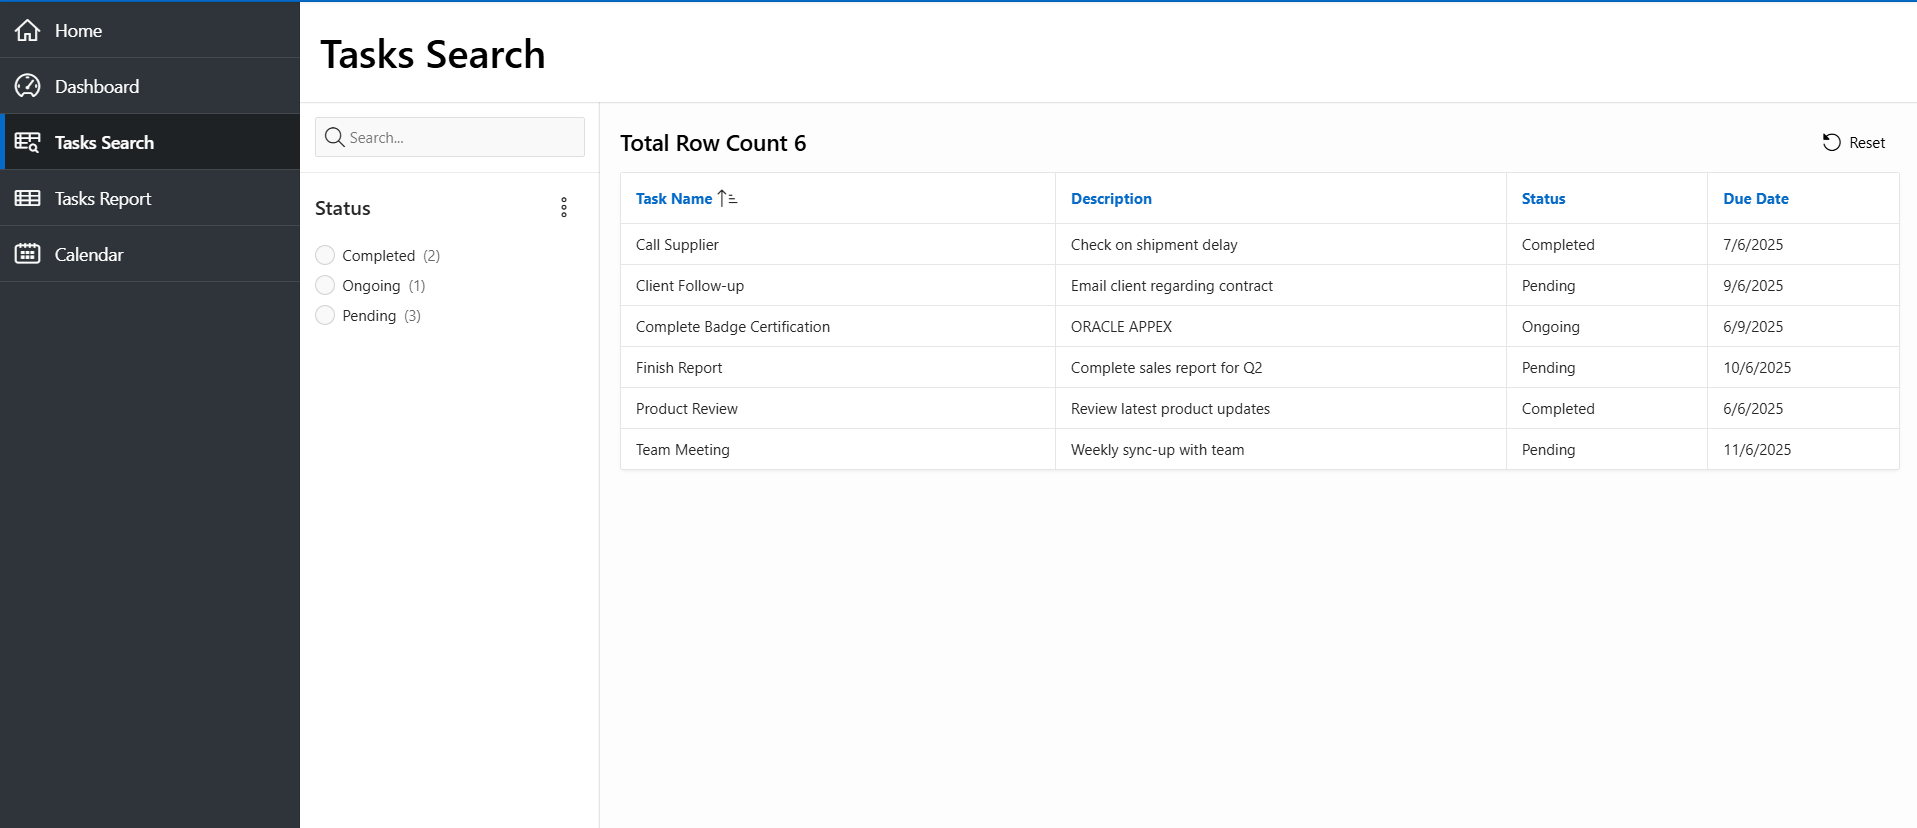 Home
Dashboard
Tasks Search
Tasks Report
Calendar
Tasks Search
Search...
Status
Completed (2)
Ongoing (1)
Pending (3)
Total Row Count 6
Reset
Task Name Description Status Due Date
Call Supplier Check on shipment delay Completed 7/6/2025
Client Follow-up Email client regarding contract Pending 9/6/2025
Complete Badge Certification ORACLE APPEX Ongoing 6/9/2025
Finish Report Complete sales report for Q2 Pending 10/6/2025
Product Review Review latest product updates Completed 6/6/2025
Team Meeting Weekly sync-up with team Pending 11/6/2025